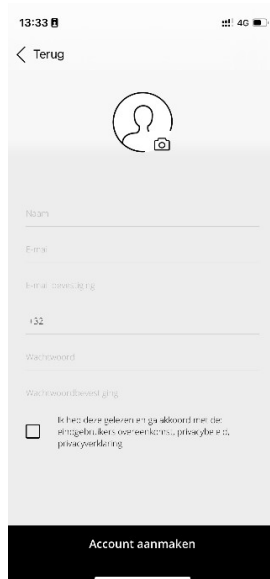 13:33 4G
Terug
Naam
E-mail
E-mail bevestiging
+32
Wachtwoord
Wachtwoordbevestiging
Ik heb deze gelezen en ga akkoord met de:
eindgebruikers overeenkomst, privacybeleid,
privacyverklaring
Account aanmaken